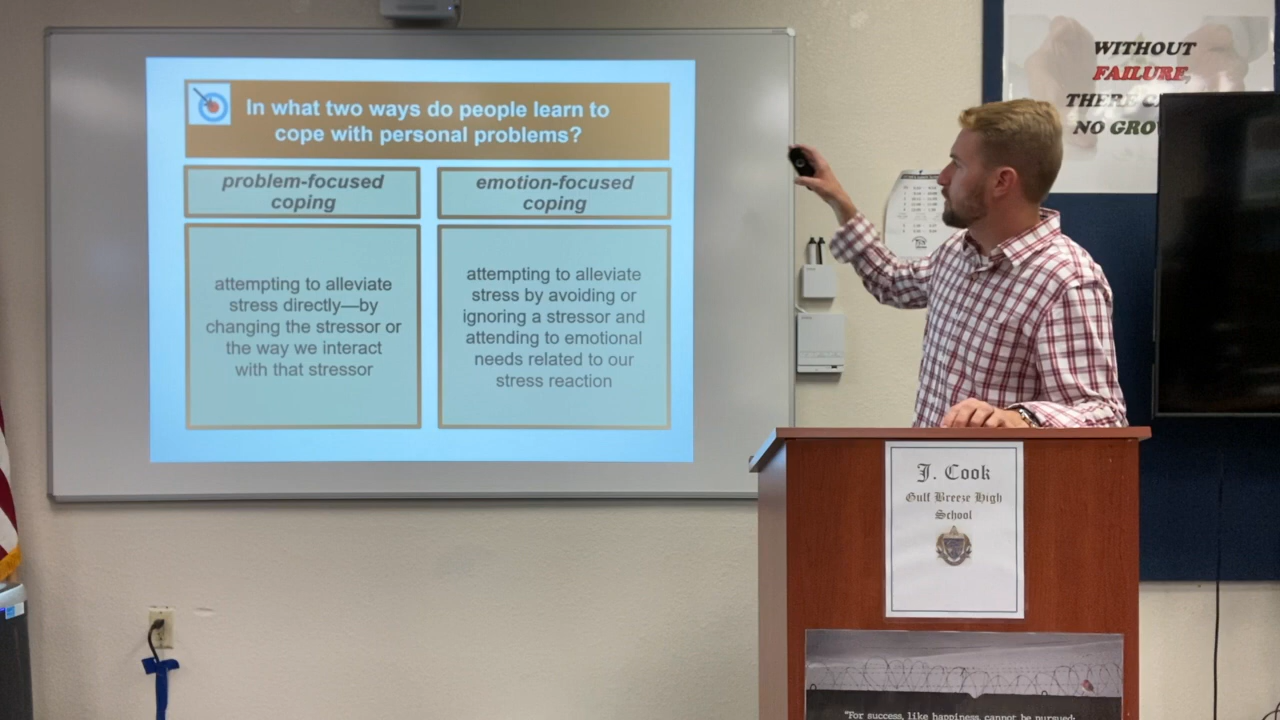 In what two ways do people learn to
cope with personal problems?
problem-focused
coping
emotion-focused
coping
attempting to alleviate
stress directly—by
changing the stressor or
the way we interact
with that stressor
attempting to alleviate
stress by avoiding or
ignoring a stressor and
attending to emotional
needs related to our
stress reaction
WITHOUT
FAILURE,
THERE
NO GRO
J. Cook
Gulf Breeze High
School
"For success, like happiness, cannot be pursued;